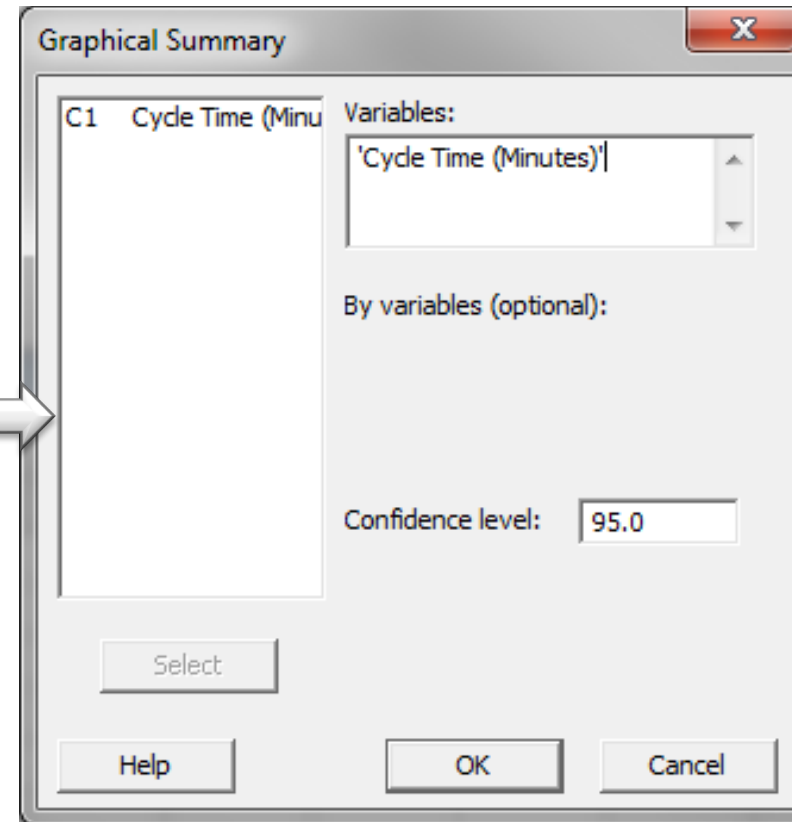 Graphical Summary
x
C1 Cycle Time (Minu
Variables:
'Cycle Time (Minutes)'
By variables (optional):
Confidence level: 95.0
Select
Help OK Cancel